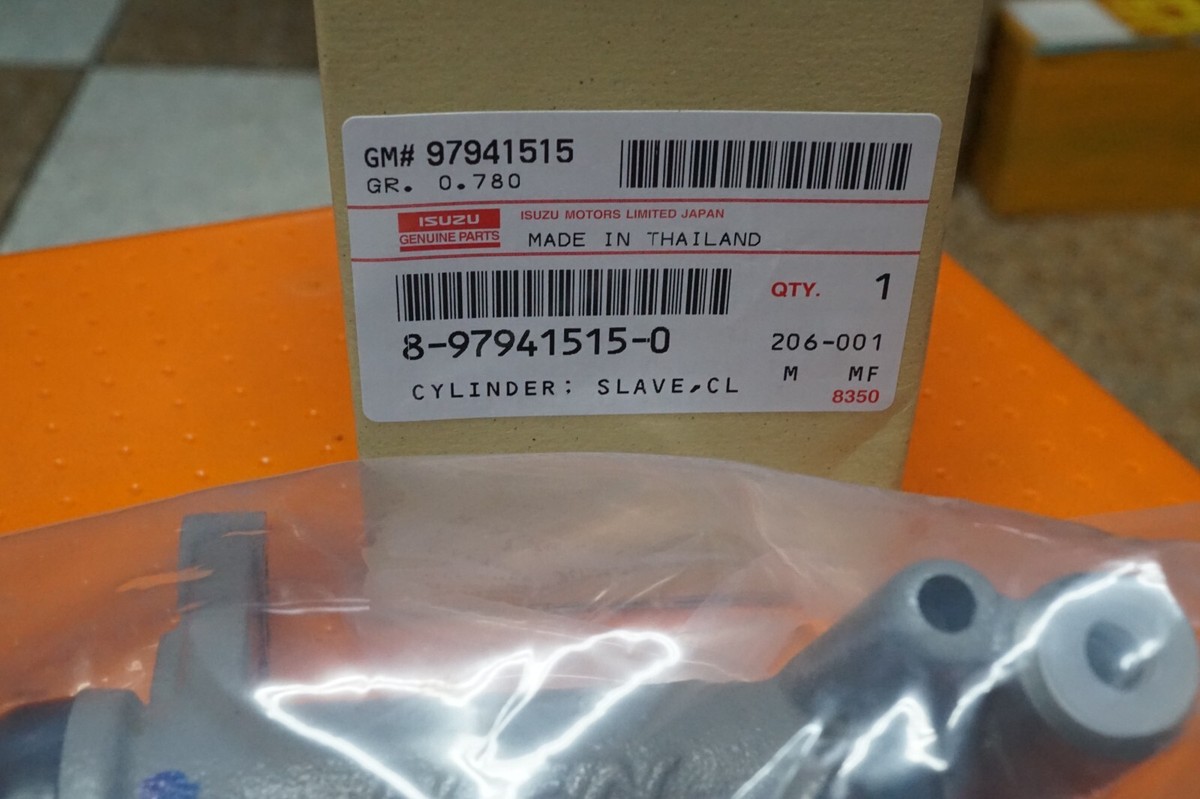 GM# 97941515
GR. 0.780
ISUZU
GENUINE PARTS
ISUZU MOTORS LIMITED JAPAN
MADE IN THAILAND
QTY. 1
8-97941515-0
206-001
M MF
CYLINDER: SLAVE,CL
8350